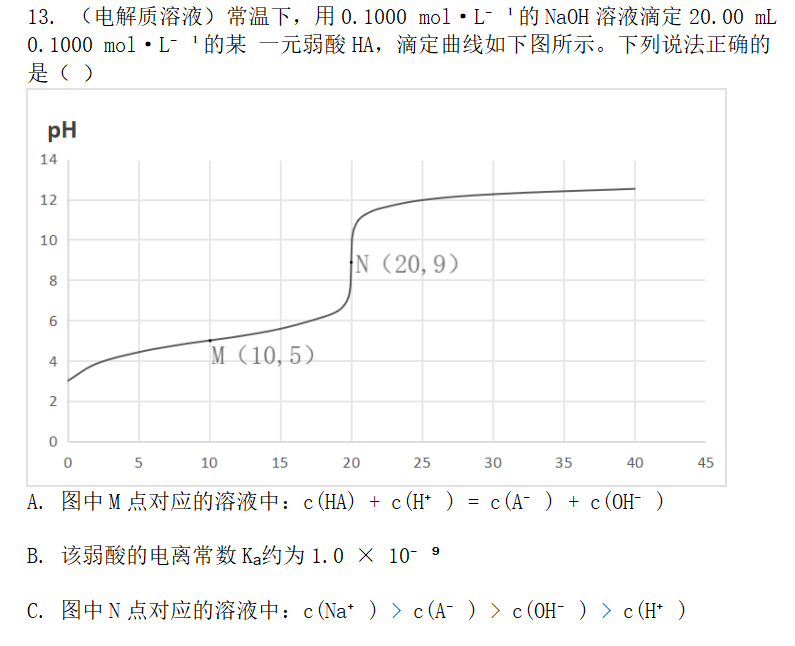 13. （电解质溶液）常温下，用 0.1000 mol·L⁻ ¹的 NaOH 溶液滴定 20.00 mL
0.1000 mol·L⁻ ¹的某 一元弱酸 HA，滴定曲线如下图所示。下列说法正确的
是（ ）
pH
14
12
10
8
6
4
2
0
N（20,9）
M（10,5）
0 5 10 15 20 25 30 35 40 45
A. 图中 M 点对应的溶液中：c(HA) + c(H⁺ ) = c(A⁻ ) + c(OH⁻ )
B. 该弱酸的电离常数 Kₐ约为 1.0 × 10⁻ ⁹
C. 图中 N 点对应的溶液中：c(Na⁺ ) > c(A⁻ ) > c(OH⁻ ) > c(H⁺ )